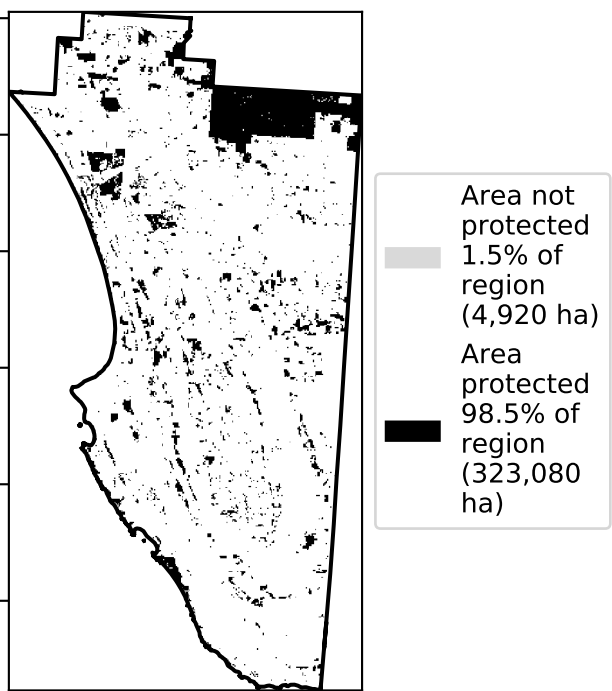 Area not
protected
1.5% of
region
(4,920 ha)
Area
protected
98.5% of
region
(323,080
ha)